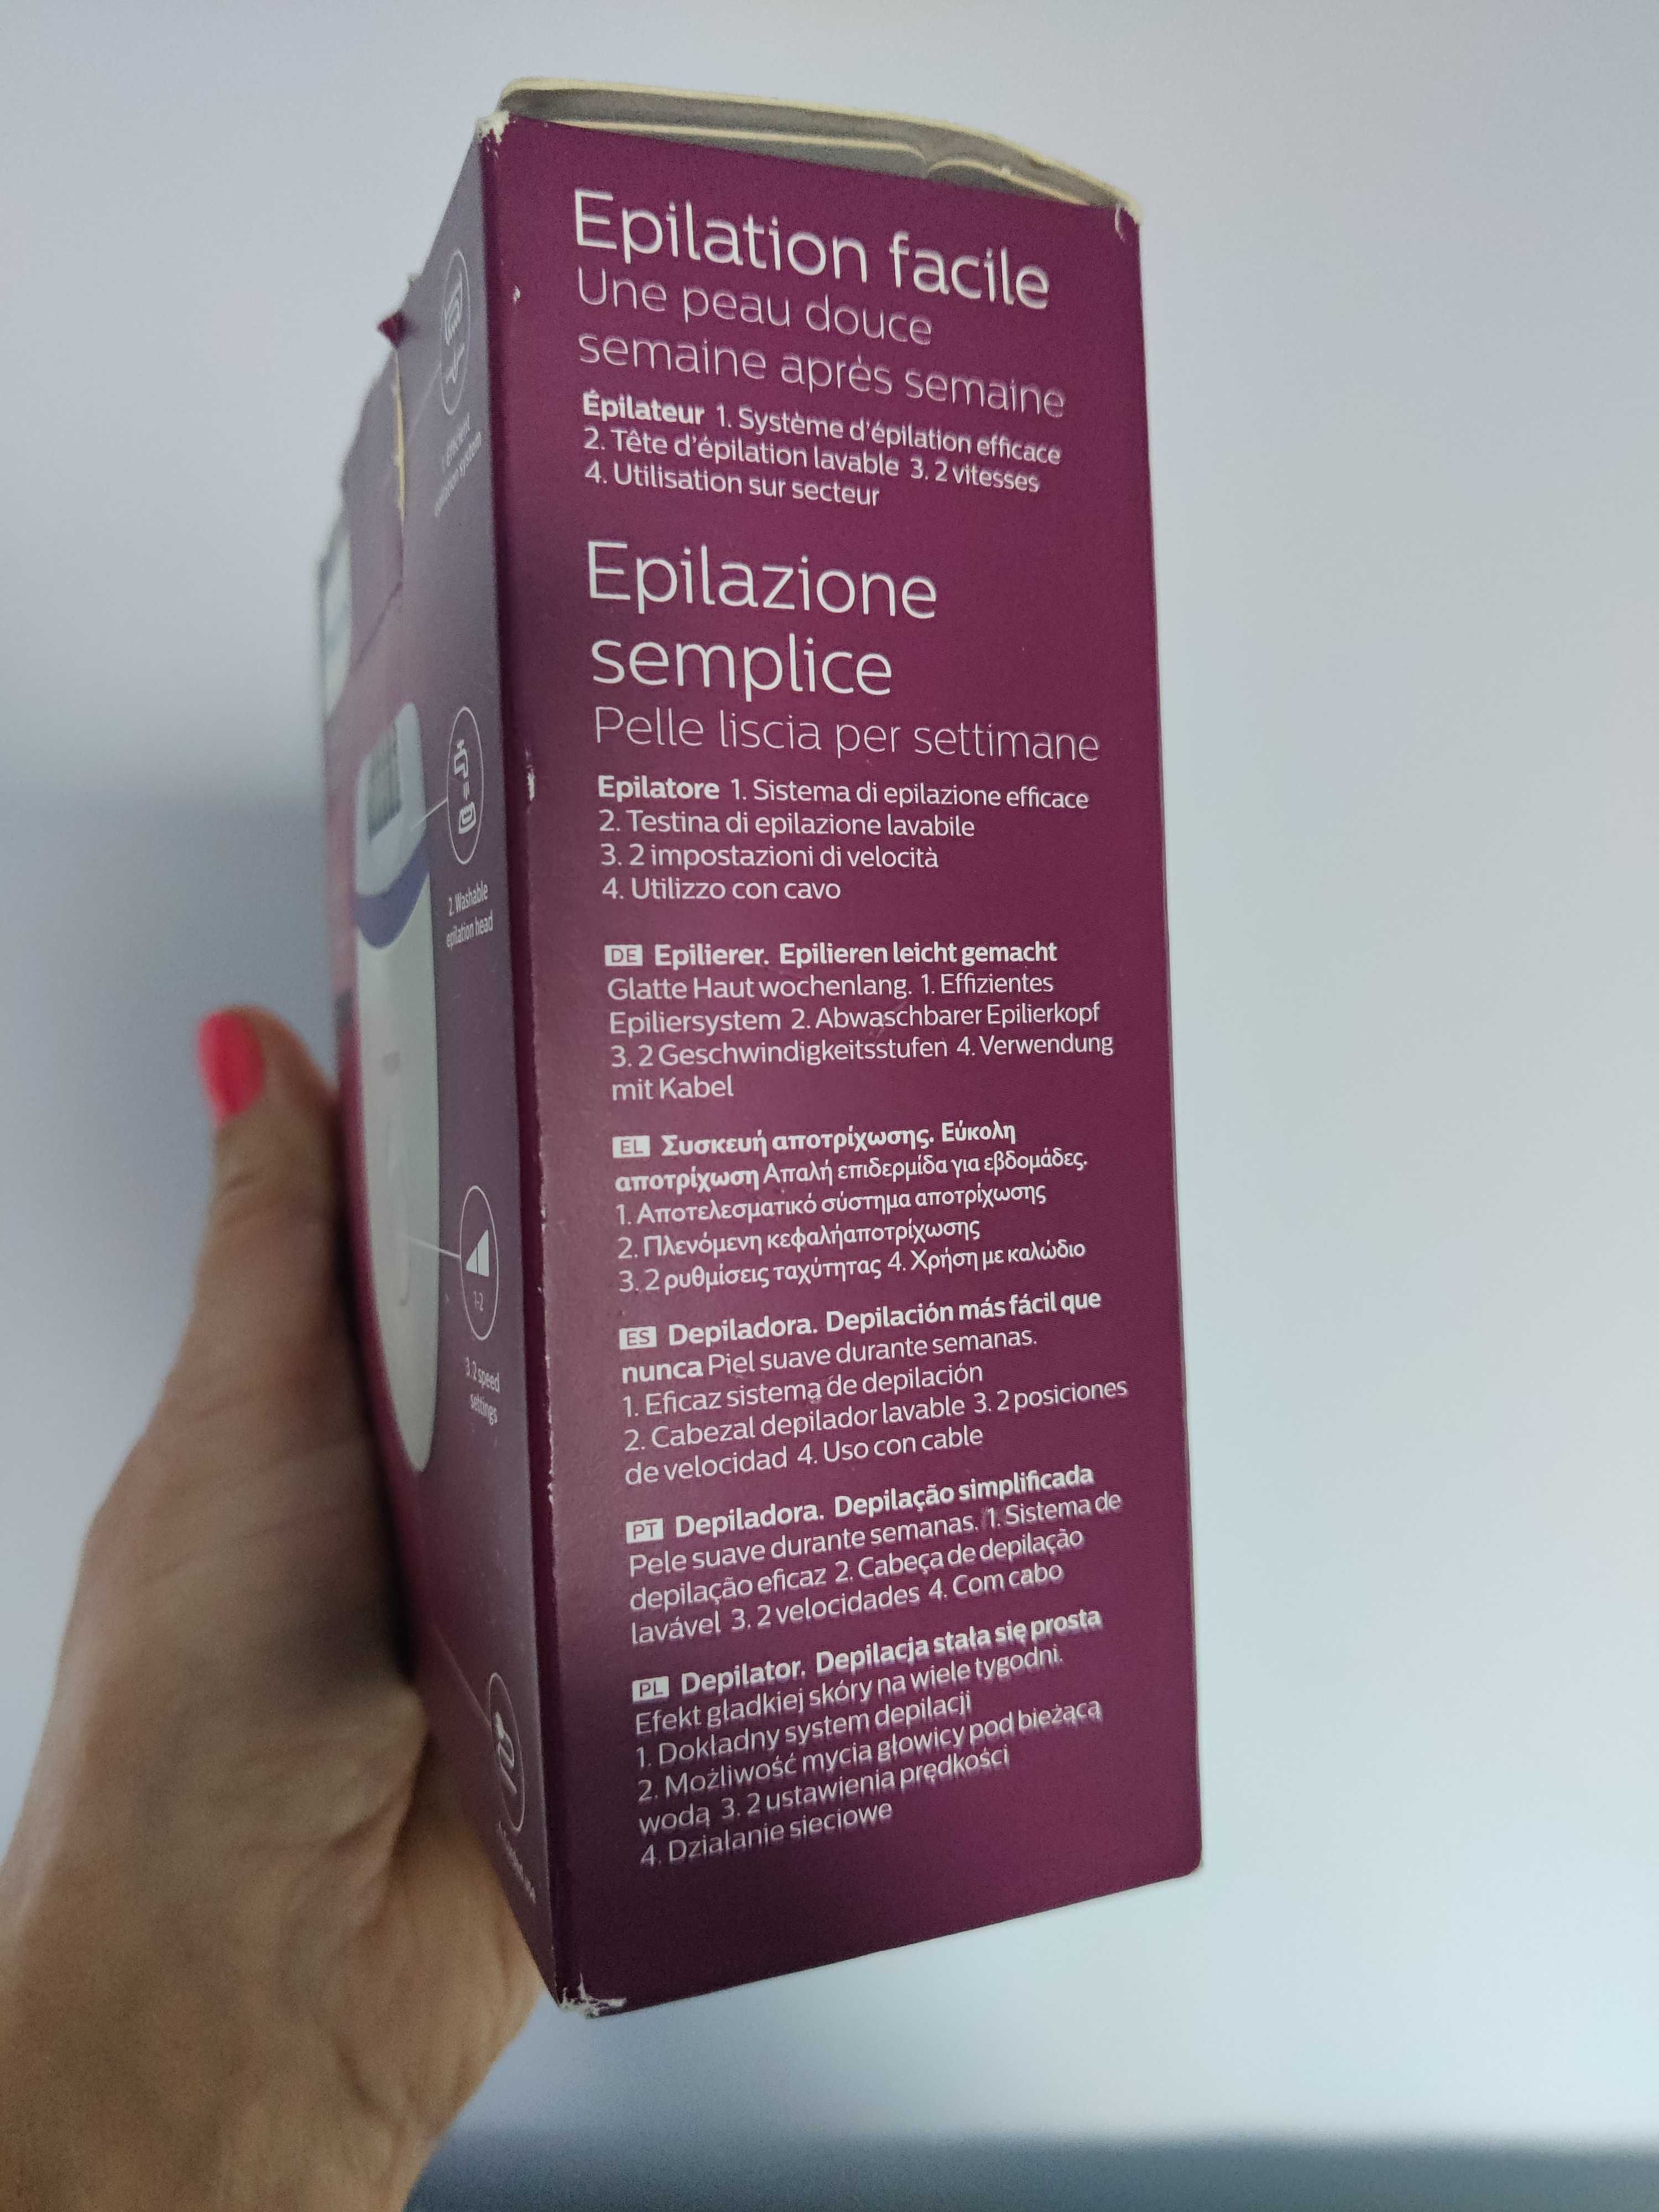 Epilation facile
Une peau douce
semaine après semaine
Épilateur 1. Système d'épilation efficace
2. Tête d'épilation lavable 3. 2 vitesses
4. Utilisation sur secteur
Epilazione
semplice
Pelle liscia per settimane
Epilatore 1. Sistema di epilazione efficace
2. Testina di epilazione lavabile
3. 2 impostazioni di velocità
4. Utilizzo con cavo
DE Epilierer. Epilieren leicht gemacht
Glatte Haut wochenlang. 1. Effizientes
Epiliersystem 2. Abwaschbarer Epilierkopf
3. 2 Geschwindigkeitsstufen 4. Verwendung
mit Kabel
EL Συσκευή αποτρίχωσης. Εύκολη
αποτρίχωση Απαλή επιδερμίδα για εβδομάδες.
1. Αποτελεσματικό σύστημα αποτρίχωσης
2. Πλενόμενη κεφαλήαποτρίχωσης
3. 2 ρυθμίσεις ταχύτητας 4. Χρήση με καλώδιο
ES Depiladora. Depilación más fácil que
nunca Piel suave durante semanas.
1. Eficaz sistema de depilación
2. Cabezal depilador lavable 3. 2 posiciones
de velocidad 4. Uso con cable
PT Depiladora. Depilação simplificada
Pele suave durante semanas. 1. Sistema de
depilação eficaz 2. Cabeça de depilação
lavável 3. 2 velocidades 4. Com cabo
PL Depilator. Depilacja stała się prosta
Efekt gładkiej skóry na wiele tygodni.
1. Dokładny system depilacji
2. Możliwość mycia głowicy pod bieżącą
wodą 3. 2 ustawienia prędkości
4. Działanie sieciowe
efficient
system
2. Washable
epilation head
1-2
3. 2 speed
settings